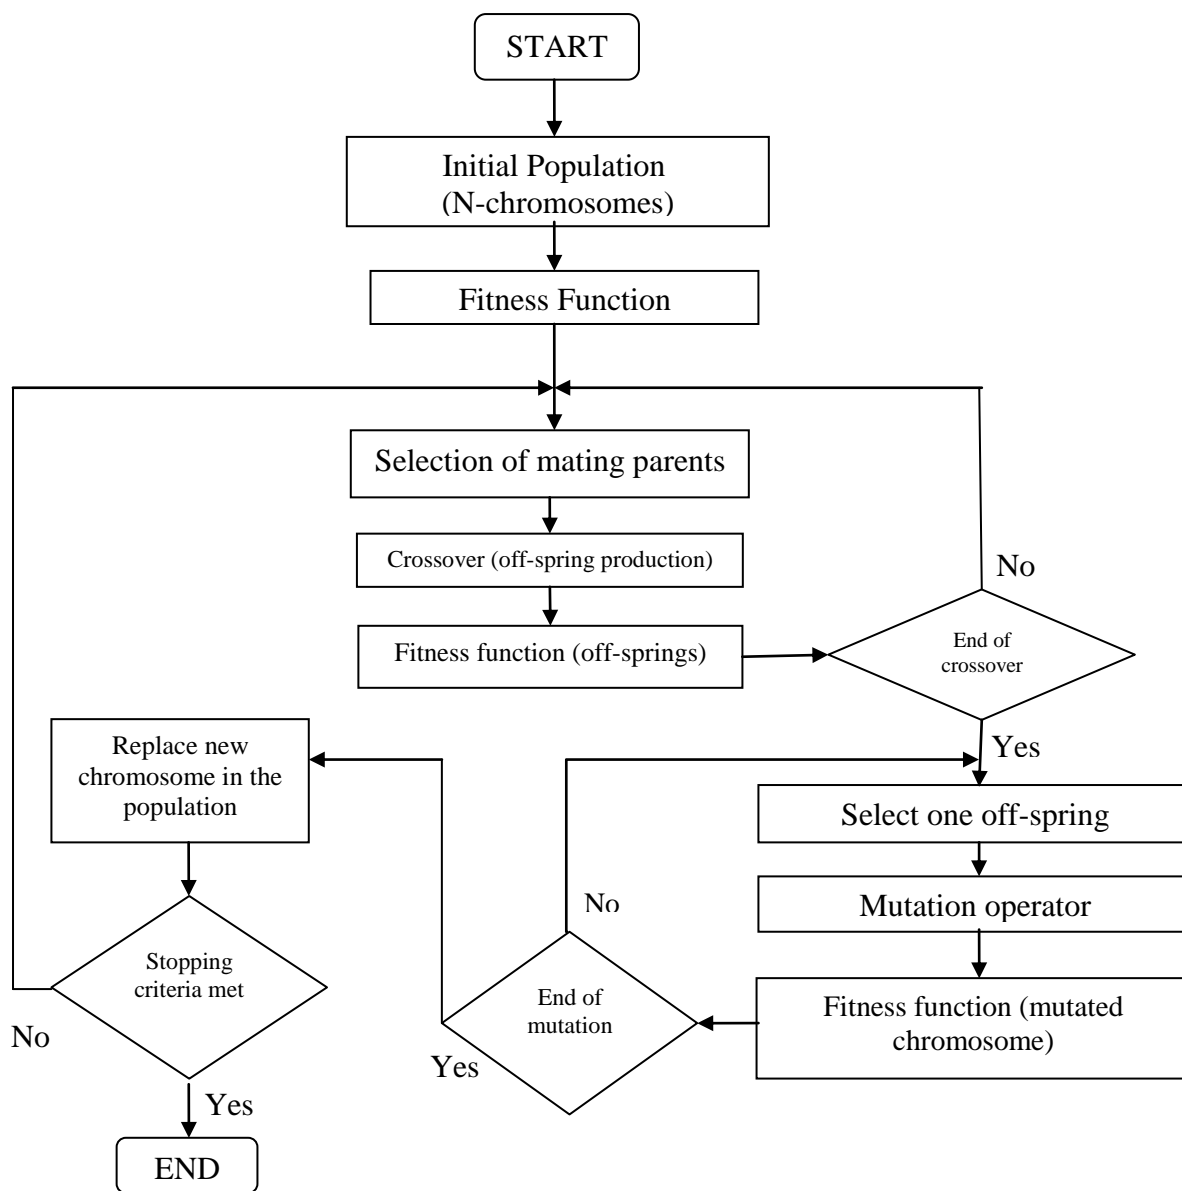 START
Initial Population
(N-chromosomes)
Fitness Function
Selection of mating parents
Crossover (off-spring production)
Fitness function (off-springs)
No
End of
crossover
Yes
Select one off-spring
Mutation operator
Fitness function (mutated
chromosome)
No
End of
mutation
Yes
Replace new
chromosome in the
population
Stopping
criteria met
No
Yes
END